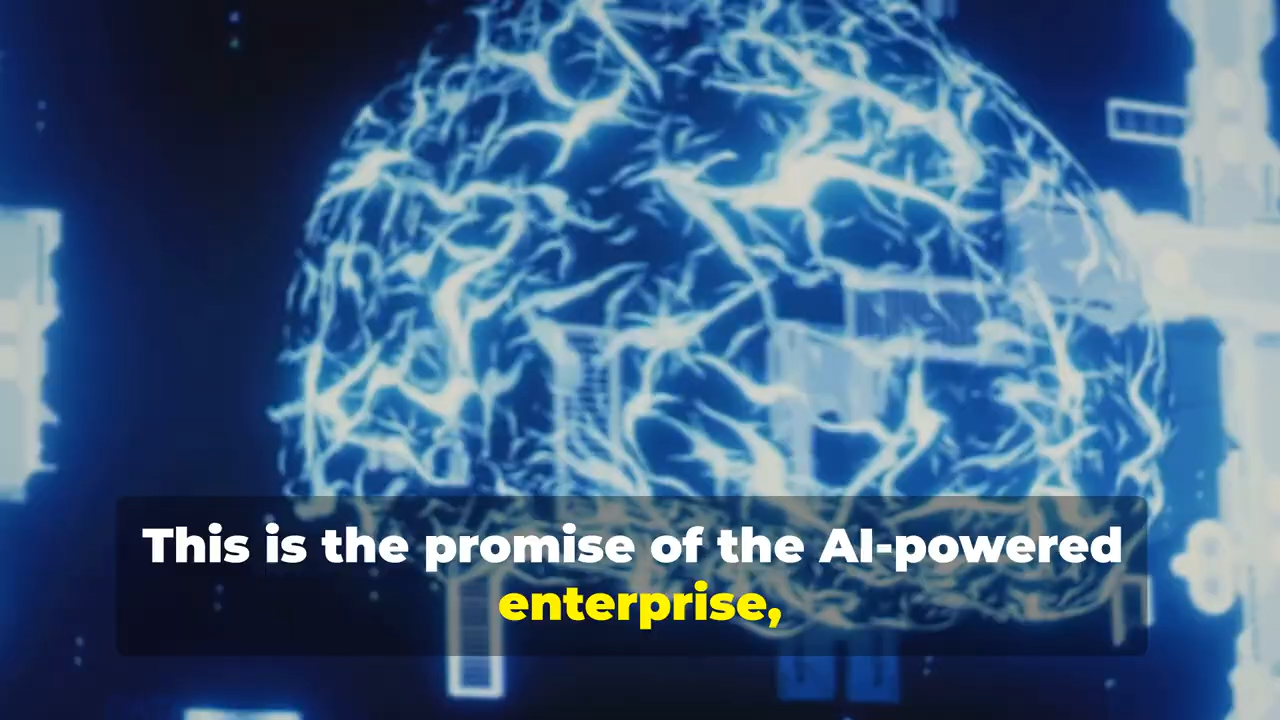 This is the promise of the AI-powered
enterprise,